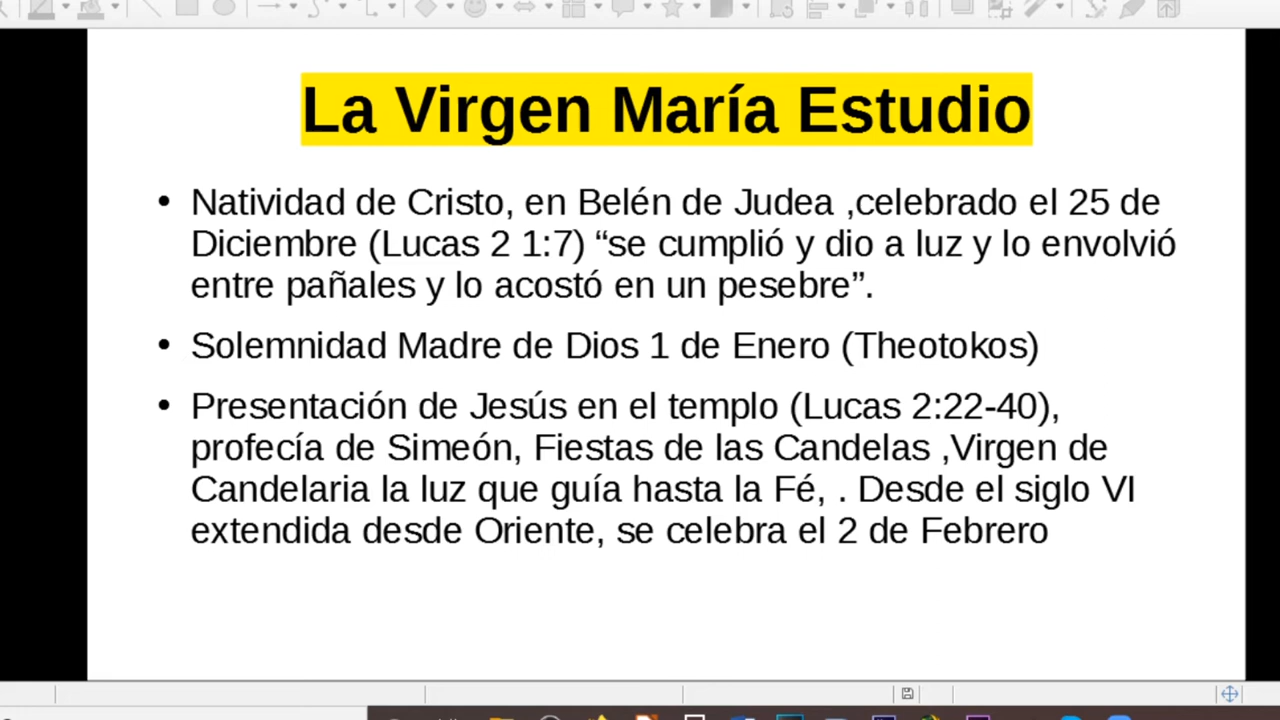 La Virgen María Estudio
• Natividad de Cristo, en Belén de Judea ,celebrado el 25 de
Diciembre (Lucas 2 1:7) “se cumplió y dio a luz y lo envolvió
entre pañales y lo acostó en un pesebre”.
• Solemnidad Madre de Dios 1 de Enero (Theotokos)
• Presentación de Jesús en el templo (Lucas 2:22-40),
profecía de Simeón, Fiestas de las Candelas ,Virgen de
Candelaria la luz que guía hasta la Fé, . Desde el siglo VI
extendida desde Oriente, se celebra el 2 de Febrero